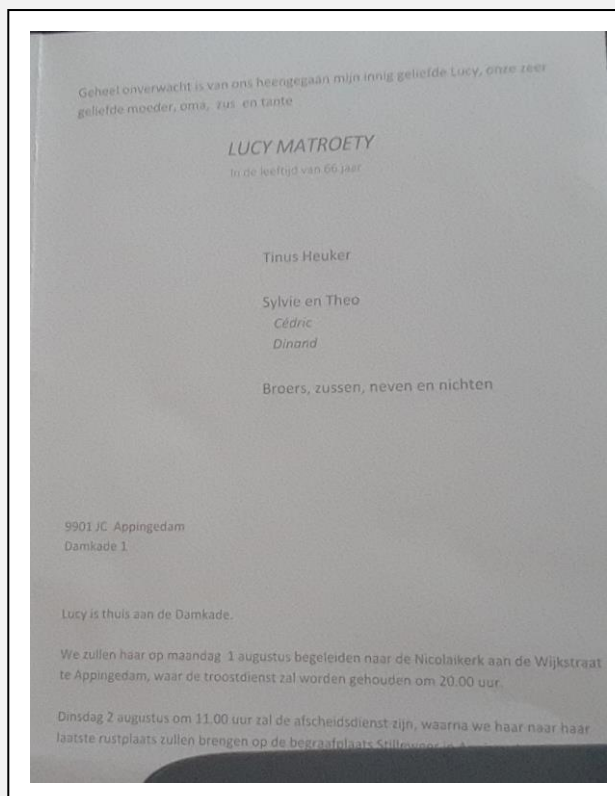 Geheel onverwacht is van ons heengegaan mijn innig geliefde Lucy, onze zeer
geliefde moeder, oma, zus en tante
LUCY MATROETY
In de leeftijd van 66 jaar
Tinus Heuker
Sylvie en Theo
Cédric
Dinand
Broers, zussen, neven en nichten
9901 JC Appingedam
Damkade 1
Lucy is thuis aan de Damkade.
We zullen haar op maandag 1 augustus begeleiden naar de Nicolaikerk aan de Wijkstraat
te Appingedam, waar de troostdienst zal worden gehouden om 20.00 uur.
Dinsdag 2 augustus om 11.00 uur zal de afscheidsdienst zijn, waarna we haar naar haar
laatste rustplaats zullen brengen op de begraafplaats